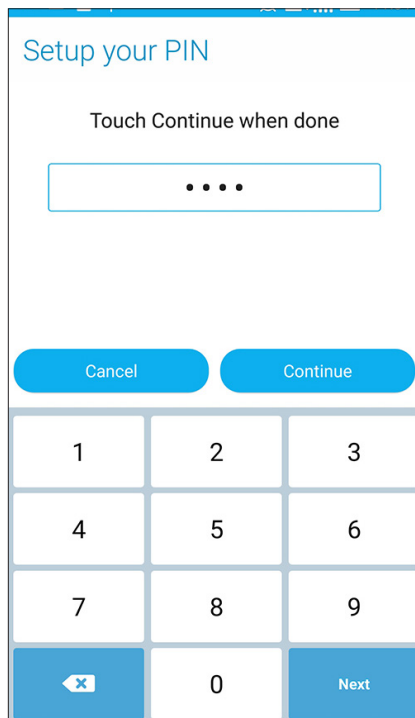 Setup your PIN
Touch Continue when done
••••
Cancel Continue
1 2 3
4 5 6
7 8 9
0 Next